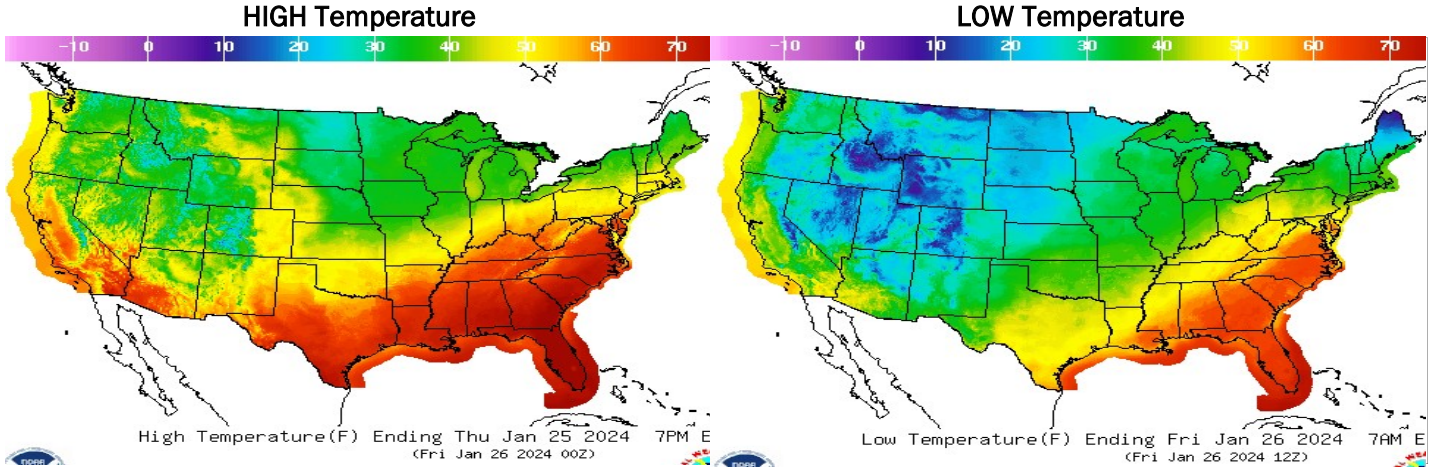 HIGH Temperature
LOW Temperature
-10 0 10 20 30 40 50 60 70
-10 0 10 20 30 40 50 60 70
High Temperature(F) Ending Thu Jan 25 2024 7PM E
(Fri Jan 26 2024 00Z)
Low Temperature(F) Ending Fri Jan 26 2024 7AM E
(Fri Jan 26 2024 12Z)